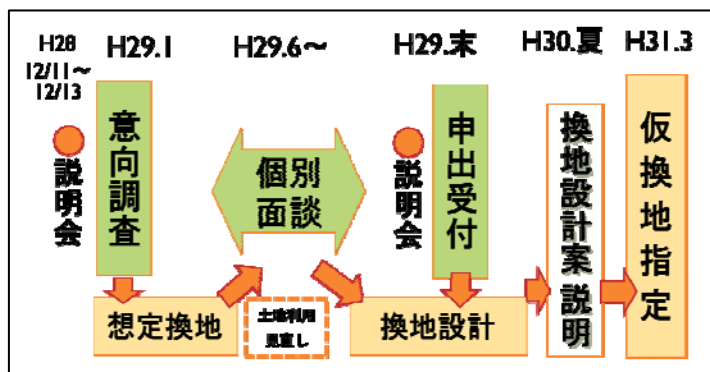 H28
12/11~
12/13
H29.1
H29.6~
H29.末
H30.夏
H31.3
説明会
意向調査
個別
面談
説明会
申出受付
換地設計案 説明
仮換地指定
想定換地
土地利用
見直し
換地設計